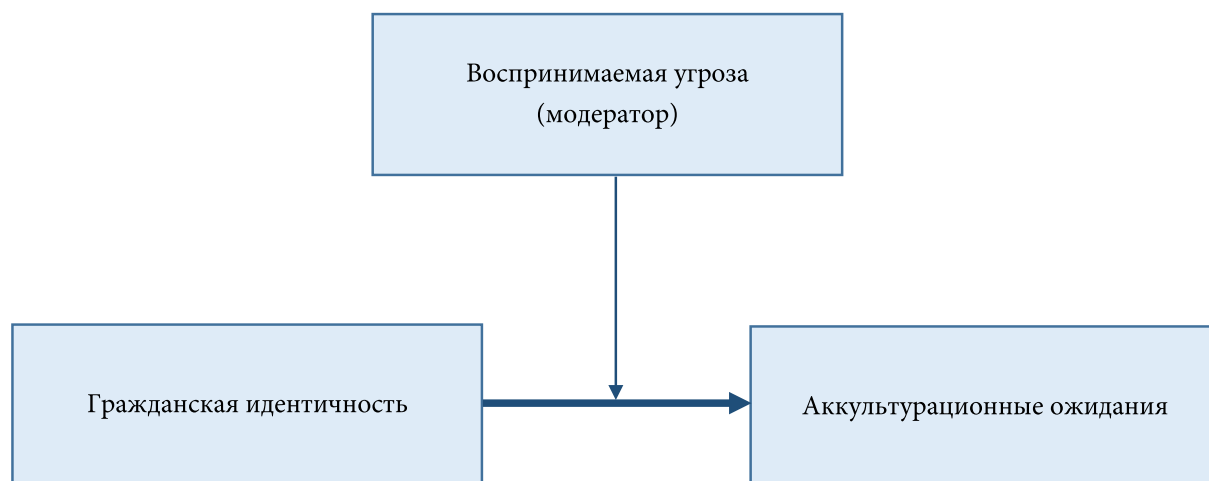 Воспринимаемая угроза
(модератор)
Гражданская идентичность
Аккультурационные ожидания